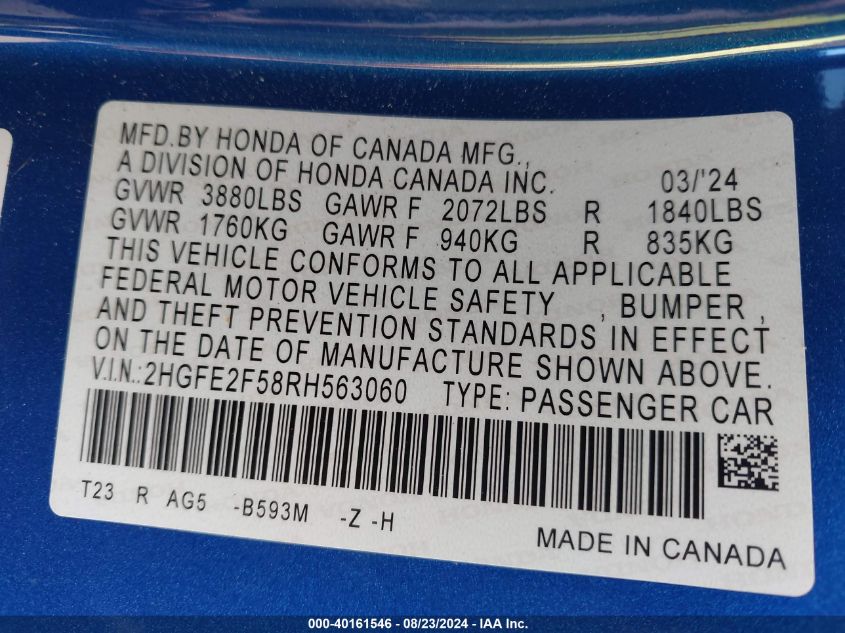 MFD.BY HONDA OF CANADA MFG.,
A DIVISION OF HONDA CANADA INC. 03/'24
GVWR 3880LBS GAWR F 2072LBS R 1840LBS
GVWR 1760KG GAWR F 940KG R 835KG
THIS VEHICLE CONFORMS TO ALL APPLICABLE
FEDERAL MOTOR VEHICLE SAFETY , BUMPER ,
AND THEFT PREVENTION STANDARDS IN EFFECT
ON THE DATE OF MANUFACTURE SHOWN ABOVE.
V.I.N.:2HGFE2F58RH563060 TYPE: PASSENGER CAR
T23 R AG5 -B593M -Z -H
MADE IN CANADA
000-40161546 / 08/23/2024 - IAA Inc.